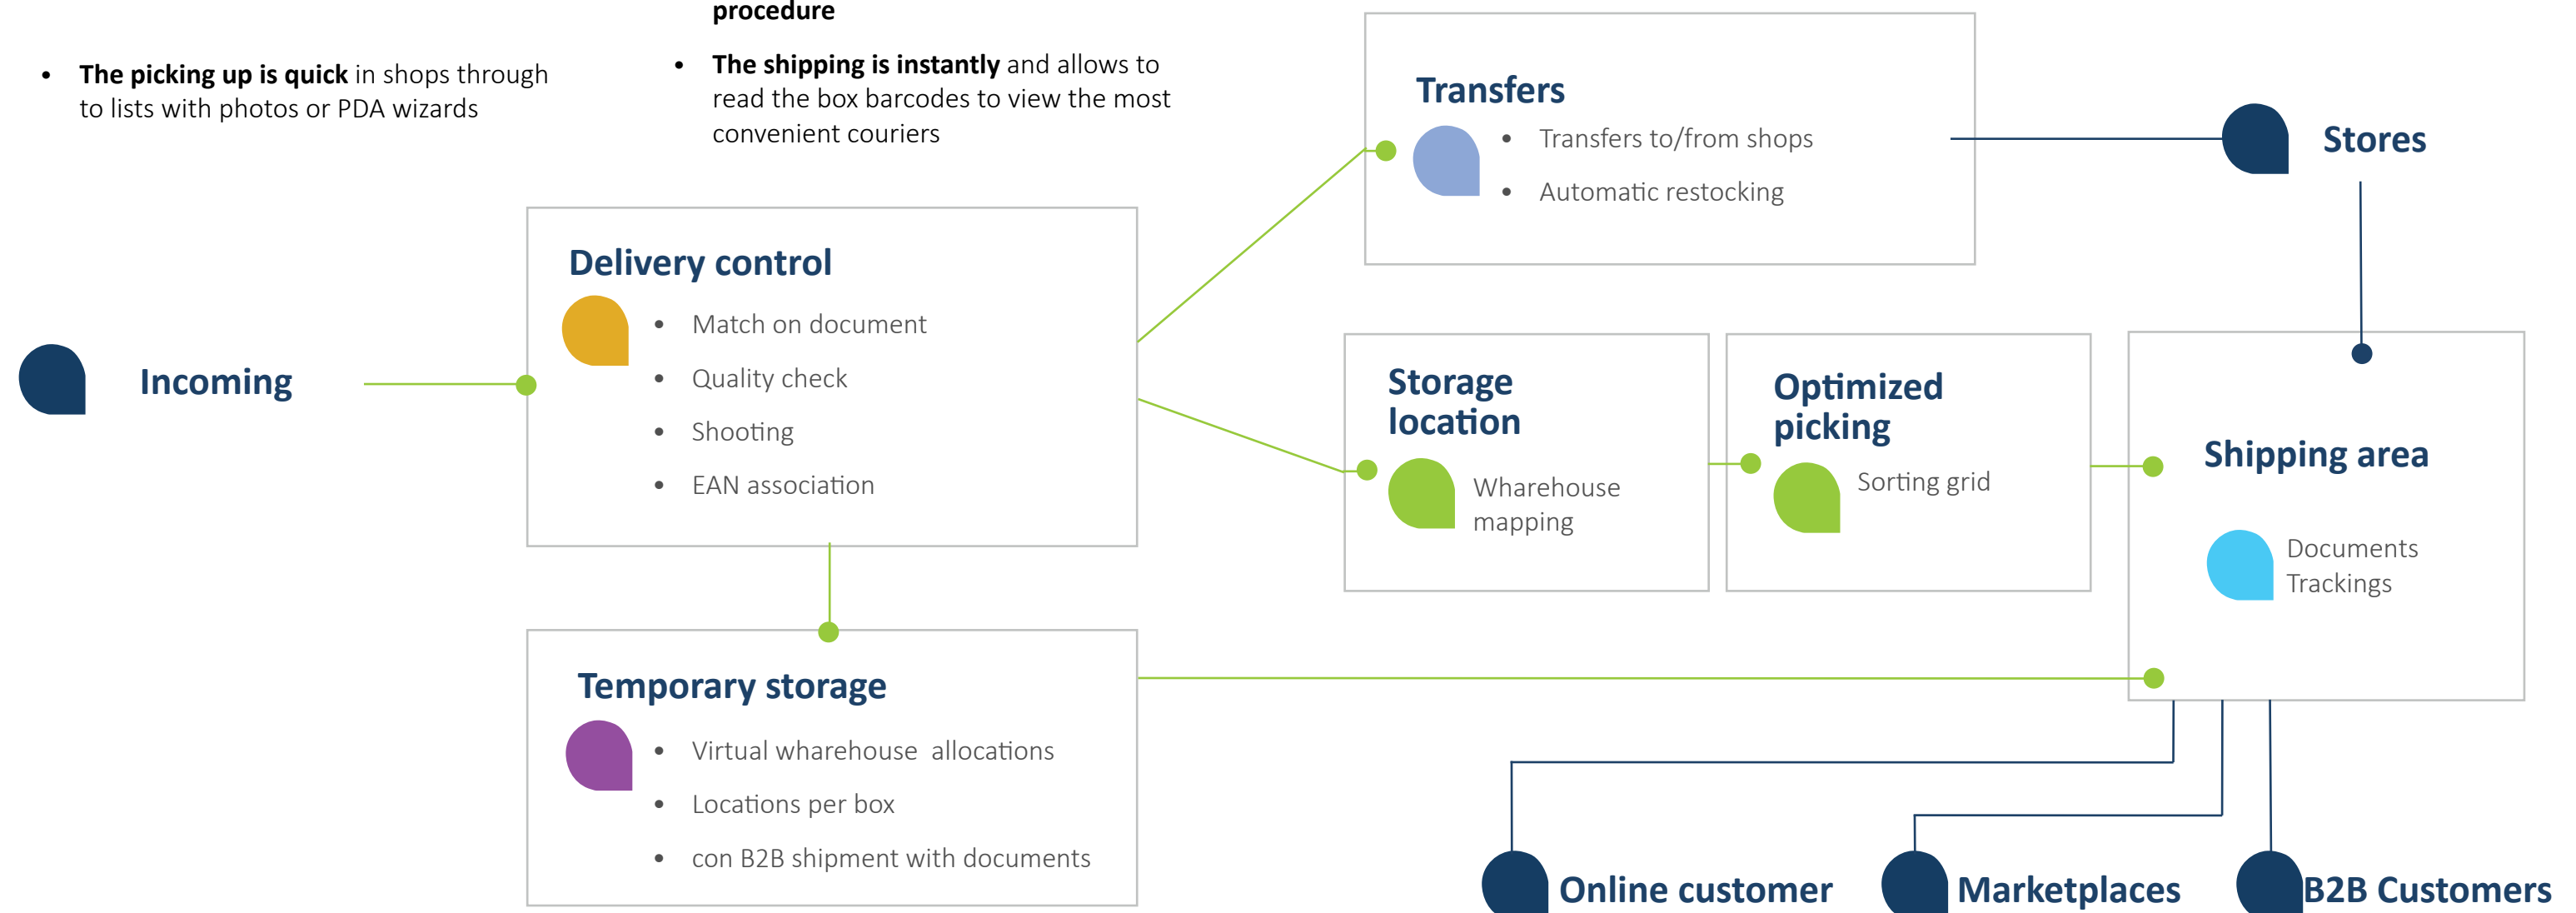 • The picking up is quick in shops through
to lists with photos or PDA wizards
procedure
• The shipping is instantly and allows to
read the box barcodes to view the most
convenient couriers
Transfers
• Transfers to/from shops
• Automatic restocking
Stores
Incoming
Delivery control
• Match on document
• Quality check
• Shooting
• EAN association
Storage
location
Wharehouse
mapping
Optimized
picking
Sorting grid
Shipping area
Documents
Trackings
Temporary storage
• Virtual wharehouse  allocations
• Locations per box
• con B2B shipment with documents
Online customer
Marketplaces
B2B Customers